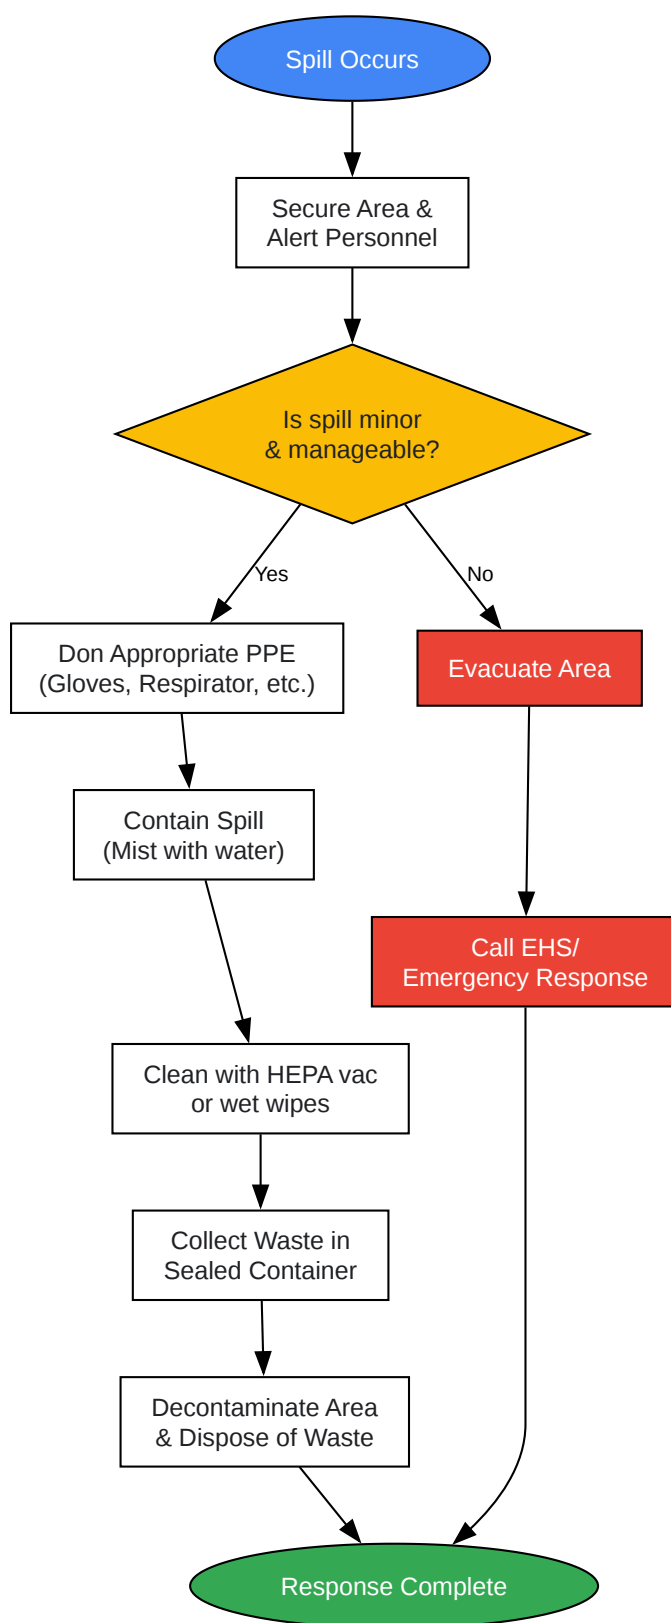 Spill Occurs
Secure Area &
Alert Personnel
Is spill minor
& manageable?
Yes
No
Don Appropriate PPE
(Gloves, Respirator, etc.)
Evacuate Area
Contain Spill
(Mist with water)
Call EHS/
Emergency Response
Clean with HEPA vac
or wet wipes
Collect Waste in
Sealed Container
Decontaminate Area
& Dispose of Waste
Response Complete